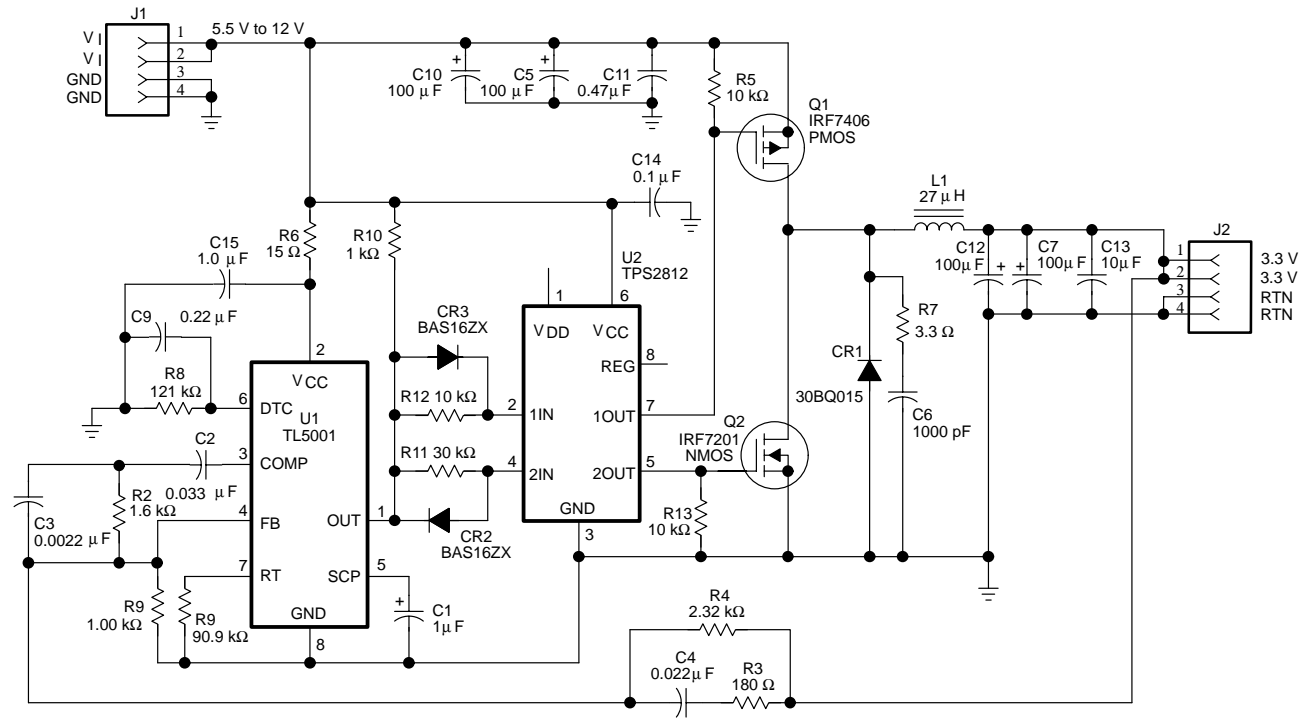 J1
V I
V I
GND
GND
1
2
3
4
5.5 V to 12 V
C10
100 μF
+
C5
100 μF
+
C11
0.47μF
R5
10 kΩ
Q1
IRF7406
PMOS
C14
0.1 μF
L1
27 μH
C15
1.0 μF
R6
15 Ω
R10
1 kΩ
U2
TPS2812
C12
100μF
+
C7
100μF
+
C13
10μF
J2
1
2
3
4
3.3 V
3.3 V
RTN
RTN
C9
0.22 μF
CR3
BAS16ZX
1
6
VDD
VCC
REG
8
R7
3.3 Ω
CR1
30BQ015
C6
1000 pF
R8
121 kΩ
2
VCC
6
DTC
U1
TL5001
R12 10 kΩ
2
1IN
1OUT
7
Q2
IRF7201
NMOS
C2
0.033 μF
3
COMP
R11 30 kΩ
4
2IN
2OUT
5
R2
1.6 kΩ
C3
0.0022 μF
4
FB
OUT
1
CR2
BAS16ZX
GND
3
R13
10 kΩ
7
RT
SCP
5
R9
1.00 kΩ
R9
90.9 kΩ
GND
8
+
C1
1μF
R4
2.32 kΩ
C4
0.022μF
R3
180 Ω